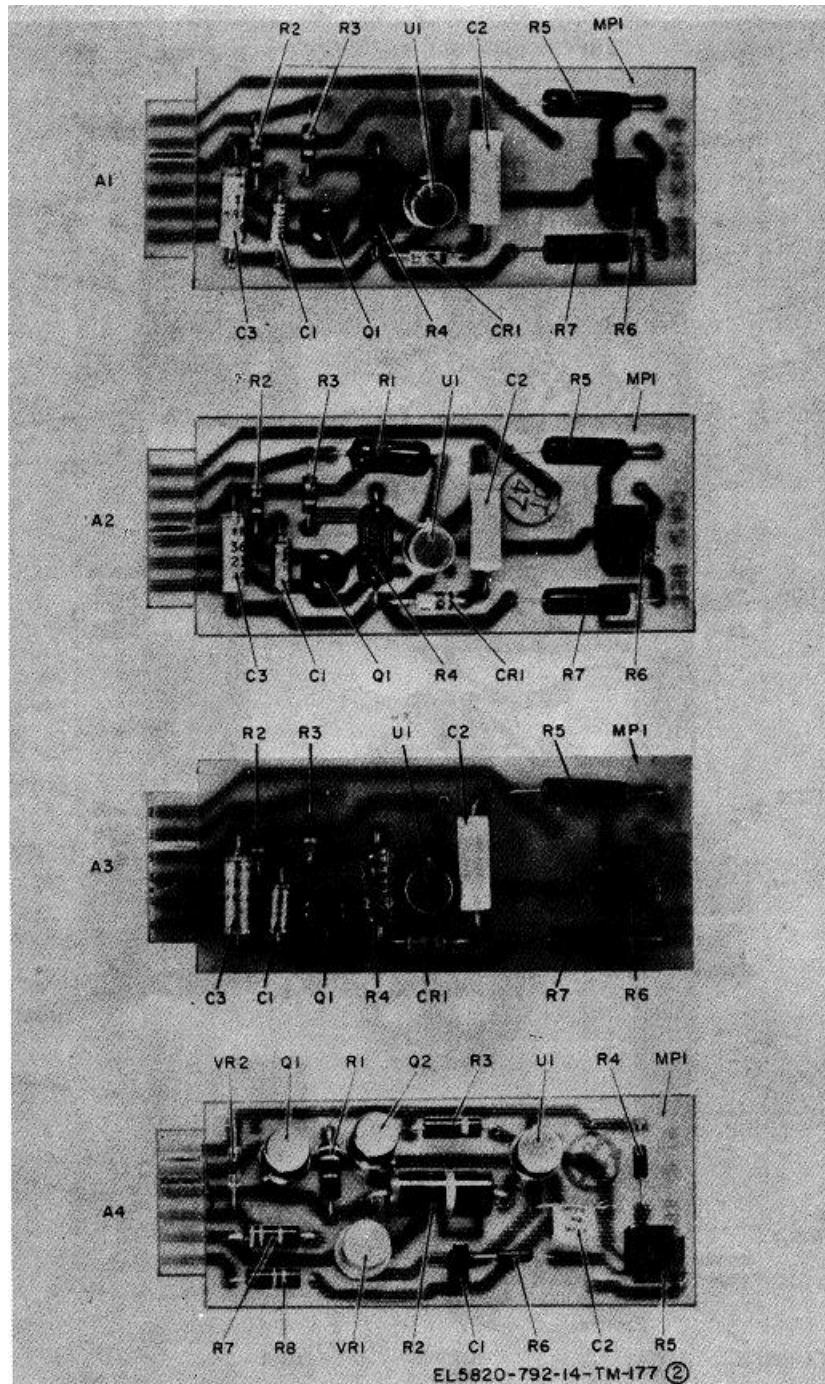 R2 R3 U1 C2 R5 MP1
A1
C3 C1 Q1 R4 CR1 R7 R6
R2 R3 R1 U1 C2 R5 MP1
47
A2
C3 C1 Q1 R4 CR1 R7 R6
R2 R3 U1 C2 R5 MP1
A3
C3 C1 Q1 R4 CR1 R7 R6
VR2 Q1 R1 Q2 R3 U1 R4 MP1
A4
R7 R8 VR1 R2 C1 R6 C2 R5
EL5820-792-14-TM-177 ②